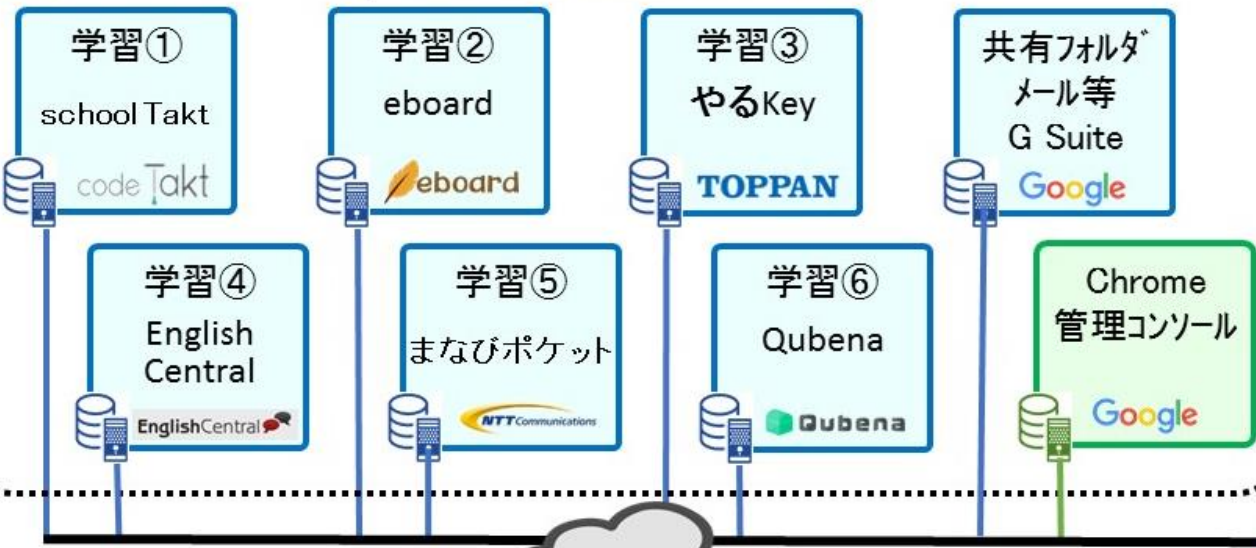 学習①
school Takt
code Takt
学習②
eboard
eboard
学習③
やるKey
TOPPAN
共有フォルダ
メール等
G Suite
Google
学習④
English
Central
EnglishCentral
学習⑤
まなびポケット
NTT Communications
学習⑥
Qubena
Qubena
Chrome
管理コンソール
Google